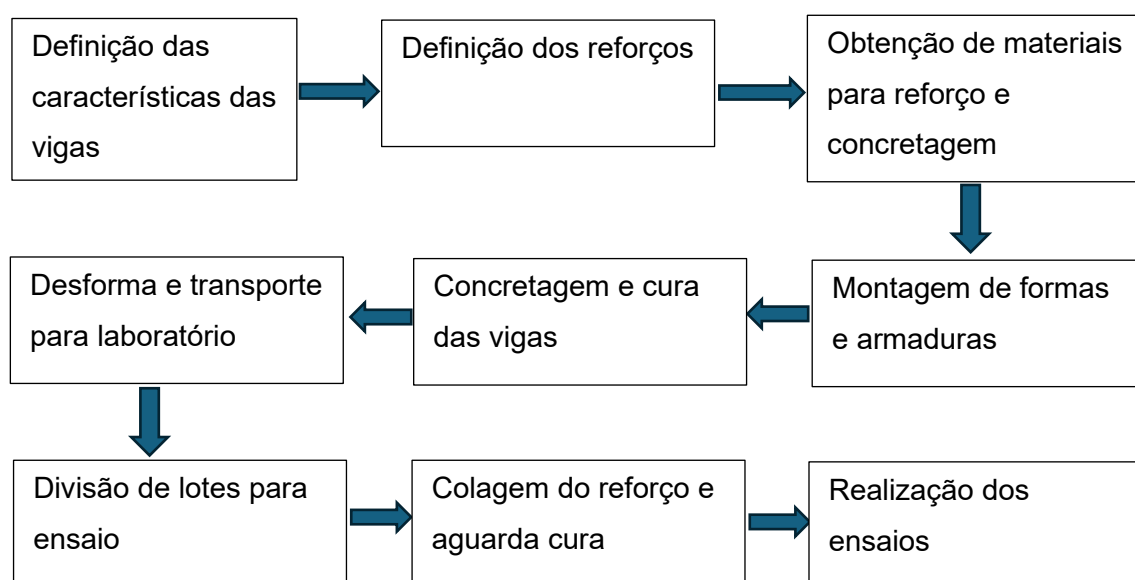 Definição das
características das
vigas
Definição dos reforços
Obtenção de materiais
para reforço e
concretagem
Montagem de formas
e armaduras
Concretagem e cura
das vigas
Desforma e transporte
para laboratório
Divisão de lotes para
ensaio
Colagem do reforço e
aguarda cura
Realização dos
ensaios